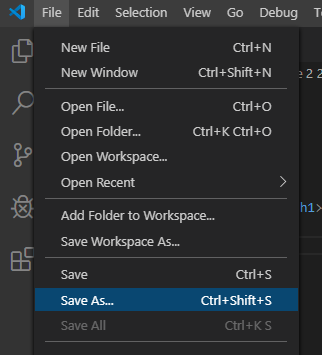 File Edit Selection View Go Debug Te
New File Ctrl+N
New Window Ctrl+Shift+N
Open File... Ctrl+O
Open Folder... Ctrl+K Ctrl+O
Open Workspace...
Open Recent
Add Folder to Workspace...
Save Workspace As...
Save Ctrl+S
Save As... Ctrl+Shift+S
Save All Ctrl+K S
e 2 2
h1>